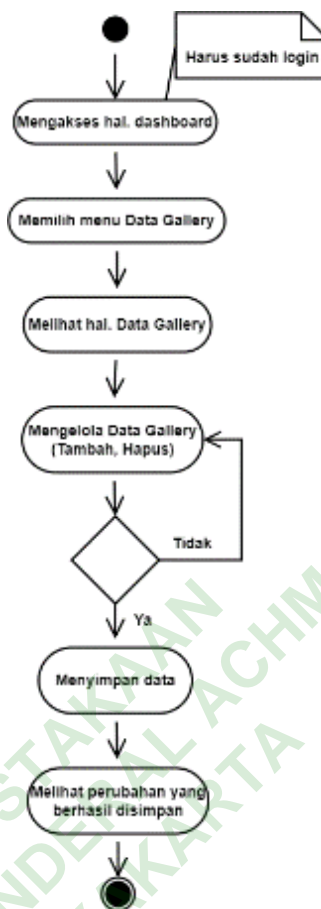 Harus sudah login
Mengakses hal. dashboard
Memilih menu Data Gallery
Melihat hal. Data Gallery
Mengelola Data Gallery
(Tambah, Hapus)
Tidak
Ya
Menyimpan data
Melihat perubahan yang
berhasil disimpan